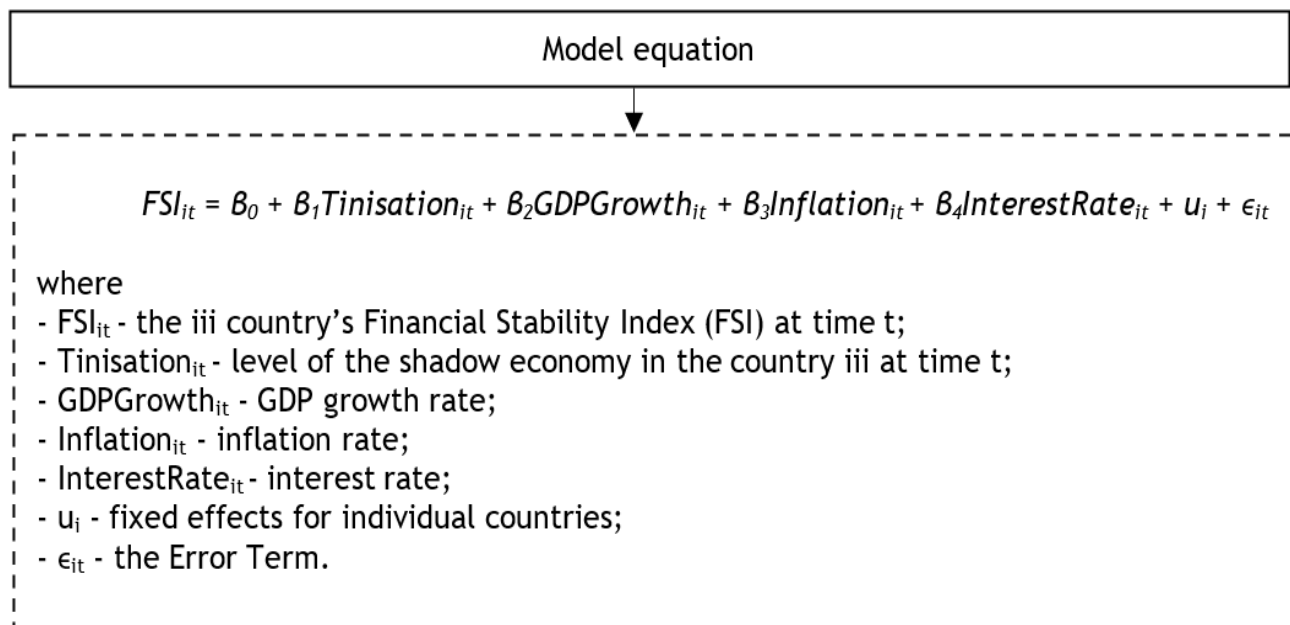 Model equation
FSIit = B0 + B1Tinisationit + B2GDPGrowthit + B3Inflationit + B4InterestRateit + ui + ϵit
where
- FSIit - the iii country’s Financial Stability Index (FSI) at time t;
- Tinisationit - level of the shadow economy in the country iii at time t;
- GDPGrowthit - GDP growth rate;
- Inflationit - inflation rate;
- InterestRateit - interest rate;
- ui - fixed effects for individual countries;
- ϵit - the Error Term.